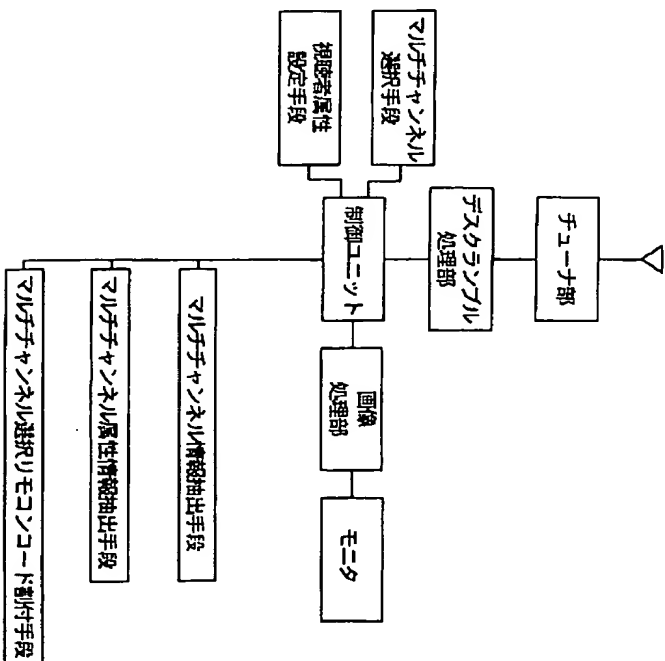 チューナ部
デスクランブル
処理部
マルチチャンネル
選択手段
視聴者属性
設定手段
制御ユニット
画像
処理部
モニタ
マルチチャンネル情報抽出手段
マルチチャンネル属性情報抽出手段
マルチチャンネル選択リモコンコード割付手段